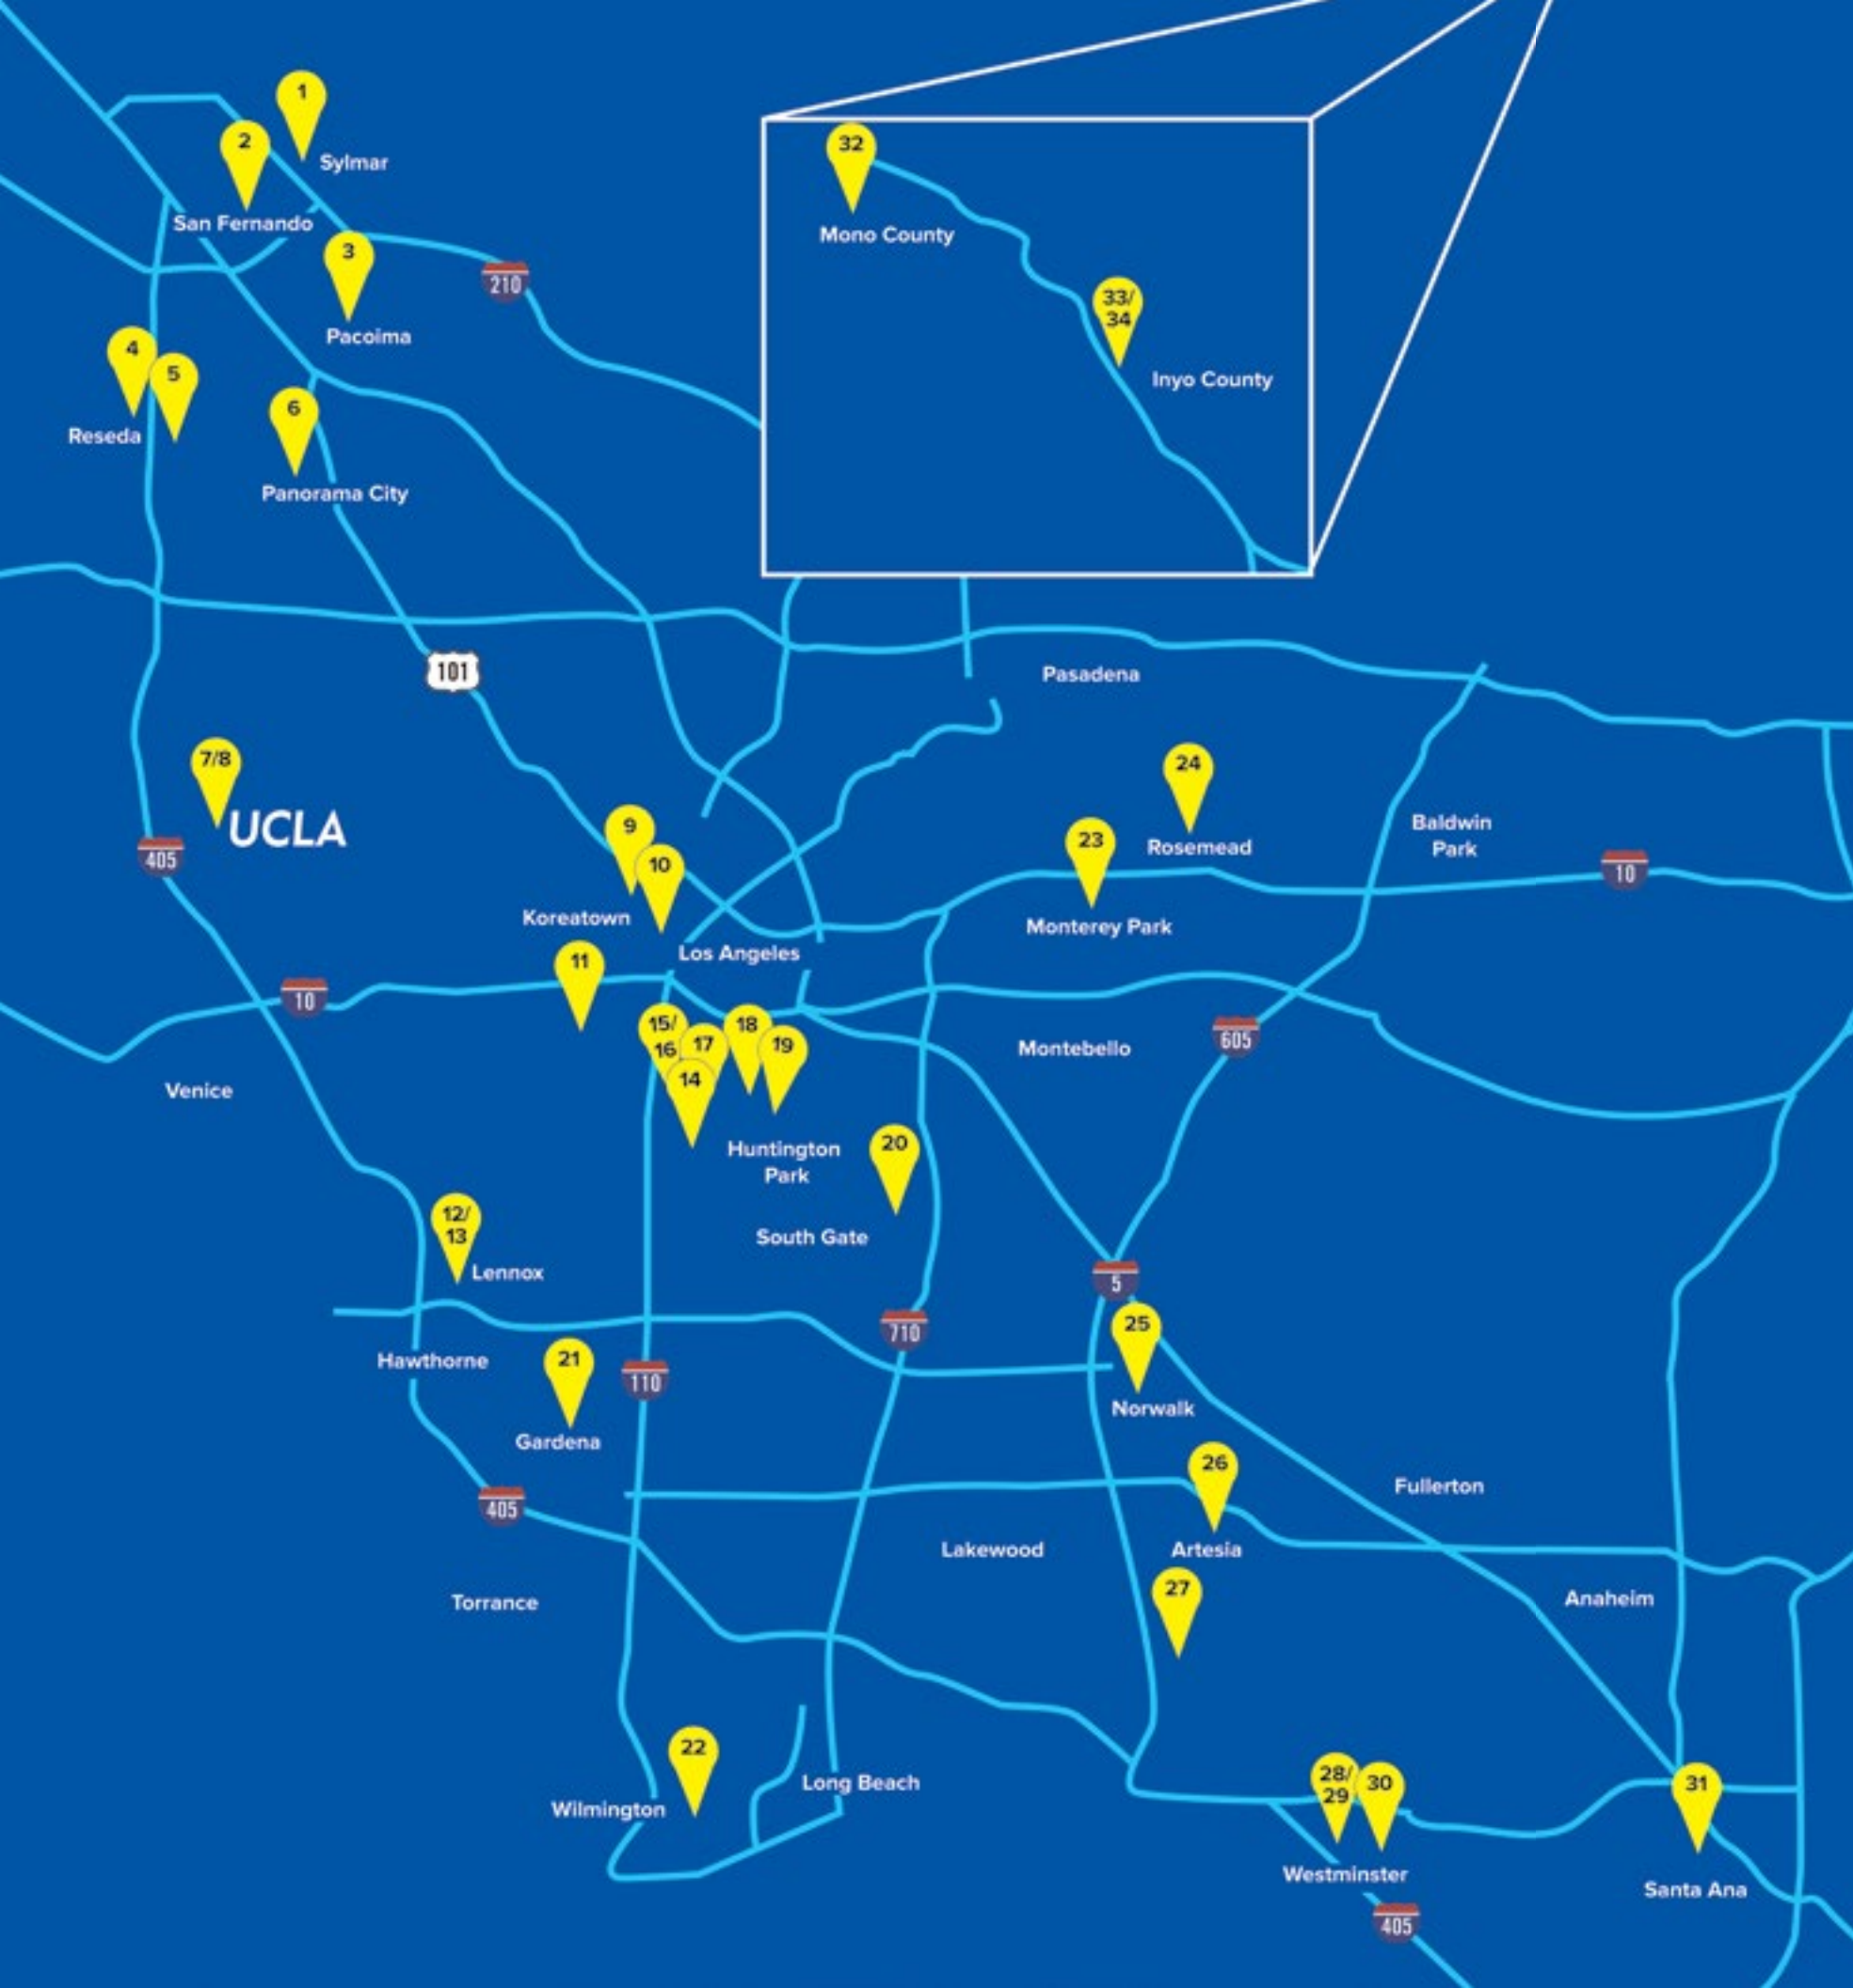 1
Sylmar
2
San Fernando
3
Pacoima
210
32
Mono County
33/
34
Inyo County
4
5
Reseda
6
Panorama City
101
Pasadena
7/8
UCLA
405
9
10
Koreatown
24
Rosemead
23
Monterey Park
Baldwin
Park
10
Los Angeles
11
10
15/
16
17
14
18
19
Montebello
605
Venice
Huntington
Park
20
South Gate
12/
13
Lennox
5
710
25
Norwalk
Hawthorne
21
110
Gardena
405
26
Artesia
Fullerton
Lakewood
27
Anaheim
Torrance
22
Wilmington
Long Beach
28/
29
30
31
Westminster
Santa Ana
405